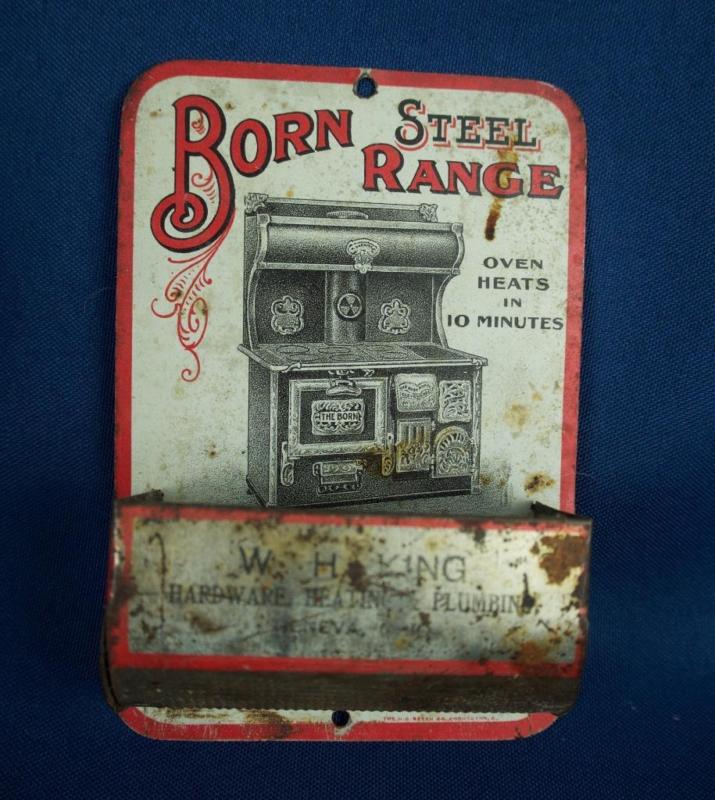 BORN STEEL
RANGE
OVEN
HEATS
IN
10 MINUTES
THE BORN
W. H. KING
HARDWARE, HEATING & PLUMBING,
GENEVA,